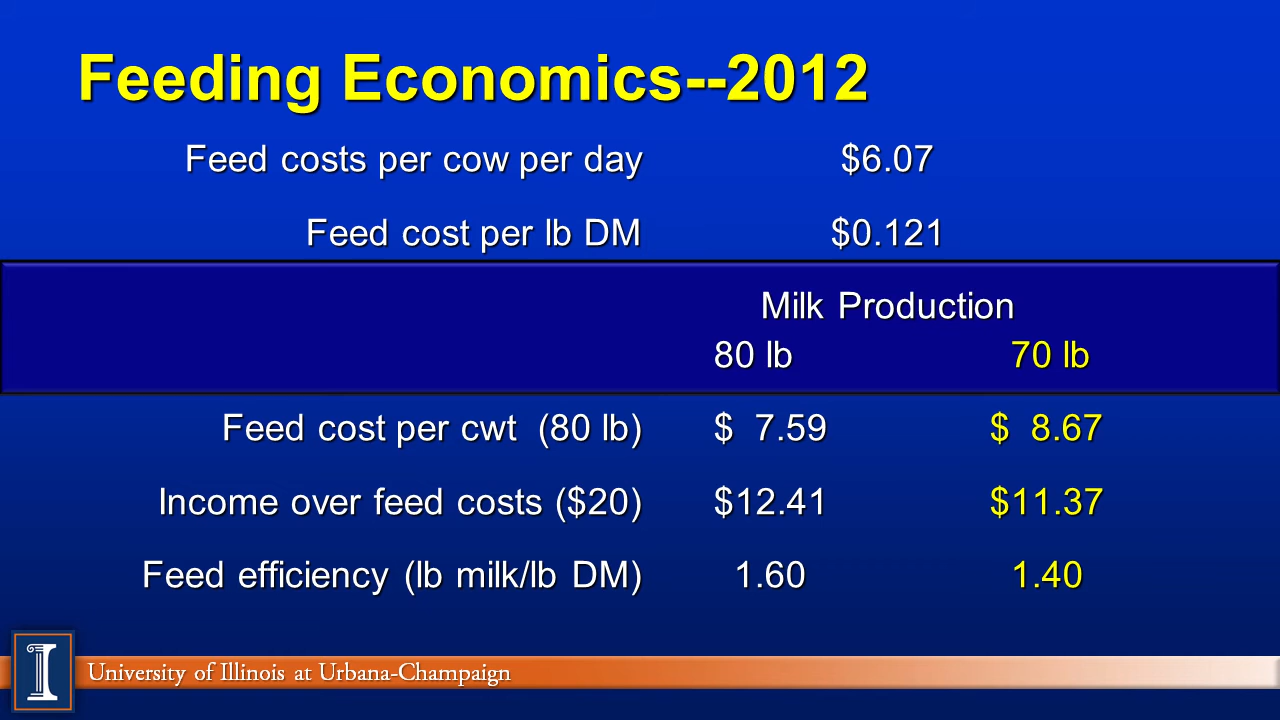 Feeding Economics--2012
Feed costs per cow per day $6.07
Feed cost per lb DM $0.121
Milk Production
80 lb 70 lb
Feed cost per cwt (80 lb) $ 7.59 $ 8.67
Income over feed costs ($20) $12.41 $11.37
Feed efficiency (lb milk/lb DM) 1.60 1.40
I
University of Illinois at Urbana-Champaign